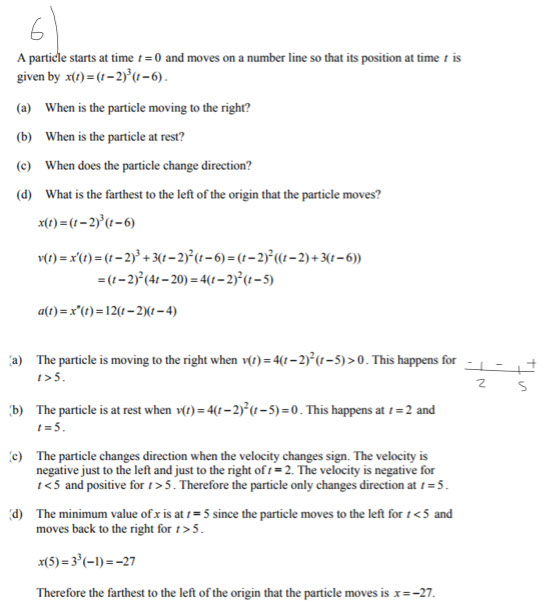 6)
A particle starts at time t = 0 and moves on a number line so that its position at time t is
given by x(t) = (t – 2)³(t – 6).
(a) When is the particle moving to the right?
(b) When is the particle at rest?
(c) When does the particle change direction?
(d) What is the farthest to the left of the origin that the particle moves?
x(t) = (t – 2)³(t – 6)
v(t) = x′(t) = (t – 2)³ + 3(t – 2)²(t – 6) = (t – 2)²((t – 2) + 3(t – 6))
= (t – 2)²(4t – 20) = 4(t – 2)²(t – 5)
a(t) = x″(t) = 12(t – 2)(t – 4)
(a) The particle is moving to the right when v(t) = 4(t – 2)²(t – 5) > 0. This happens for
t > 5.
- – +
2 5
(b) The particle is at rest when v(t) = 4(t – 2)²(t – 5) = 0. This happens at t = 2 and
t = 5.
(c) The particle changes direction when the velocity changes sign. The velocity is
negative just to the left and just to the right of t = 2. The velocity is negative for
t < 5 and positive for t > 5. Therefore the particle only changes direction at t = 5.
(d) The minimum value of x is at t = 5 since the particle moves to the left for t < 5 and
moves back to the right for t > 5.
x(5) = 3³(–1) = –27
Therefore the farthest to the left of the origin that the particle moves is x = –27.